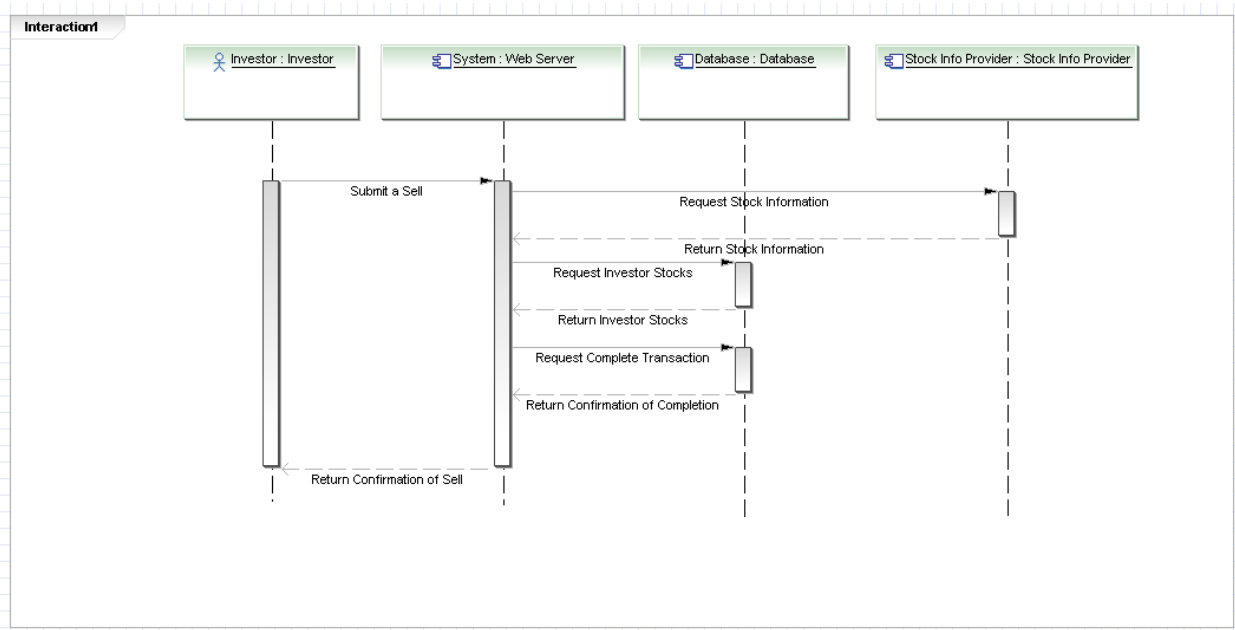 Interaction1
Investor : Investor
System : Web Server
Database : Database
Stock Info Provider : Stock Info Provider
Submit a Sell
Request Stock Information
Return Stock Information
Request Investor Stocks
Return Investor Stocks
Request Complete Transaction
Return Confirmation of Completion
Return Confirmation of Sell